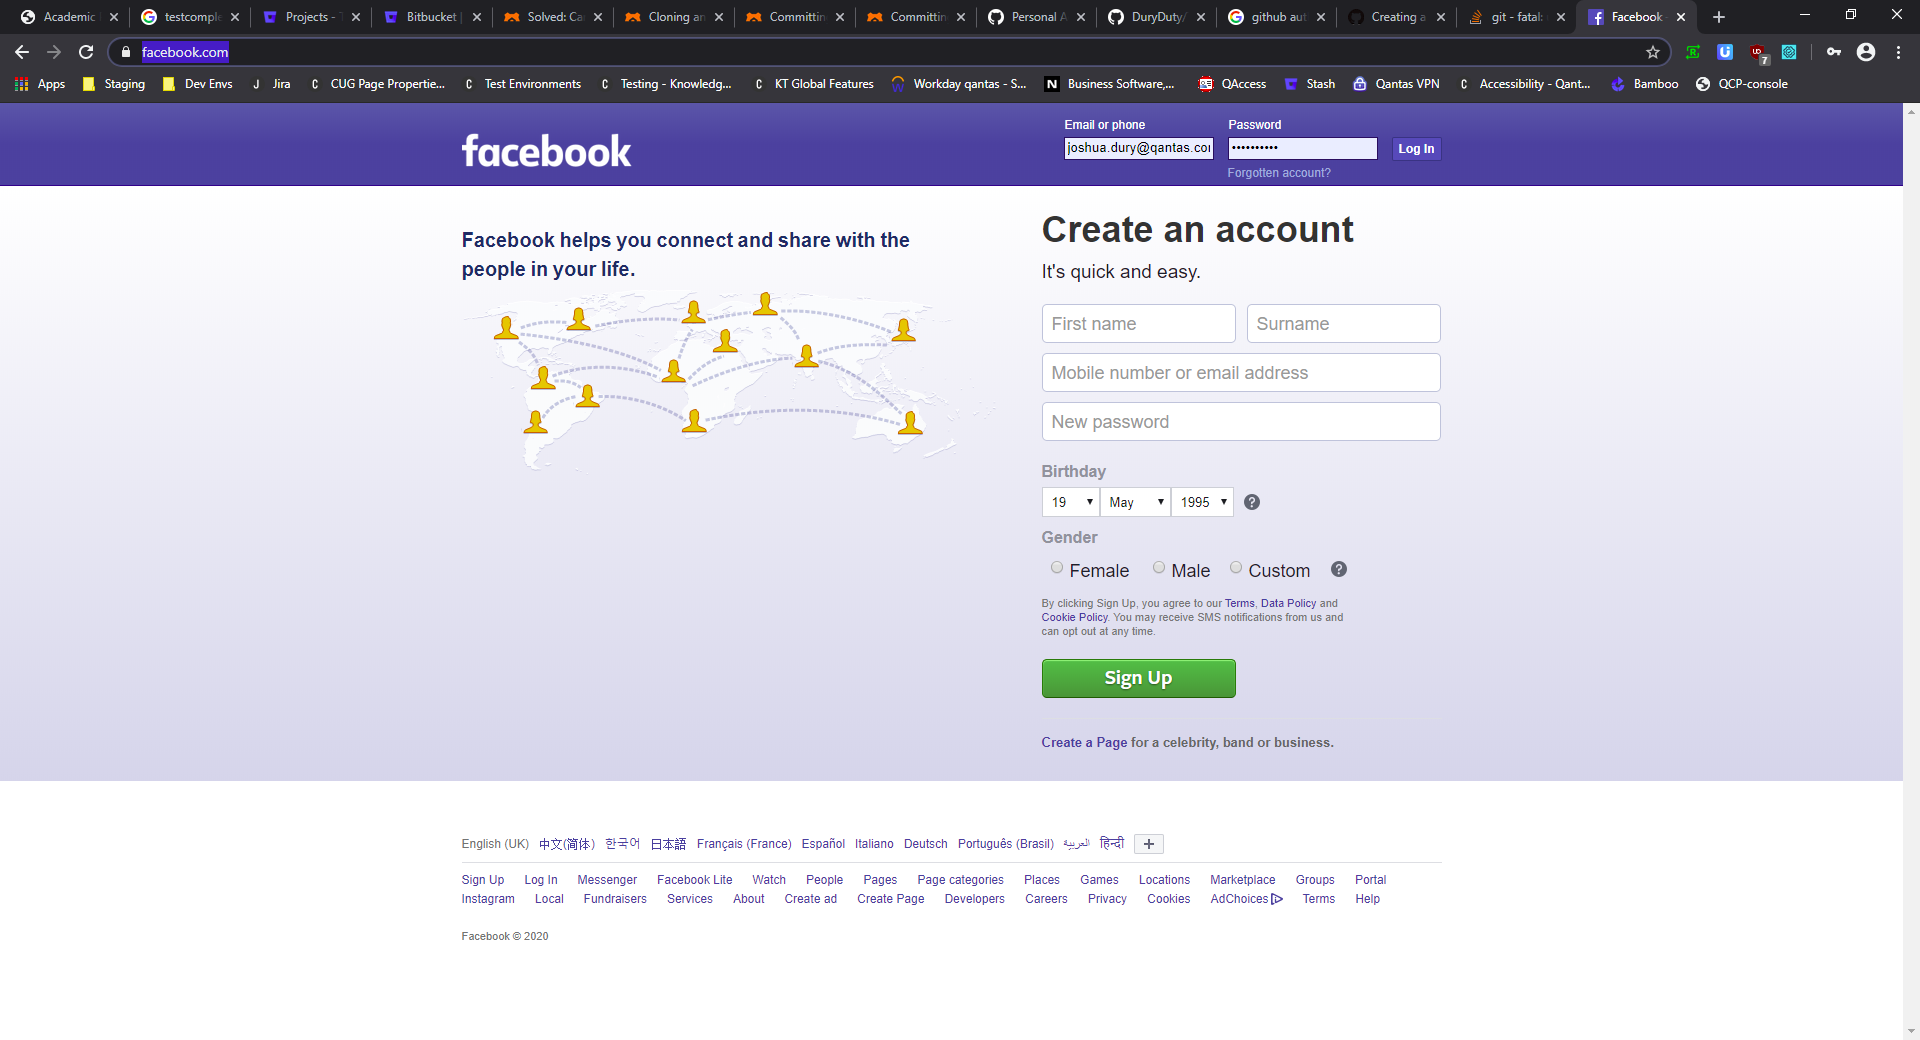 Academic
testcomple
Projects - T
Bitbucket
Solved: Ca
Cloning an
Committin
Committin
Personal A
DuryDuty/
github aut
Creating a
git - fatal:
Facebook
facebook.com
7
Apps Staging Dev Envs Jira CUG Page Propertie... Test Environments Testing - Knowledg... KT Global Features Workday qantas - S... Business Software,... QAccess Stash Qantas VPN Accessibility - Qant... Bamboo QCP-console
facebook
Email or phone Password
joshua.dury@qantas.co •••••••••• Log In
Forgotten account?
Facebook helps you connect and share with the
people in your life.
Create an account
It's quick and easy.
First name Surname
Mobile number or email address
New password
Birthday
19 May 1995 ?
Gender
Female Male Custom ?
By clicking Sign Up, you agree to our Terms, Data Policy and
Cookie Policy. You may receive SMS notifications from us and
can opt out at any time.
Sign Up
Create a Page for a celebrity, band or business.
English (UK) 中文(简体) 한국어 日本語 Français (France) Español Italiano Deutsch Português (Brasil) العربية हिन्दी +
Sign Up Log In Messenger Facebook Lite Watch People Pages Page categories Places Games Locations Marketplace Groups Portal
Instagram Local Fundraisers Services About Create ad Create Page Developers Careers Privacy Cookies AdChoices Terms Help
Facebook © 2020